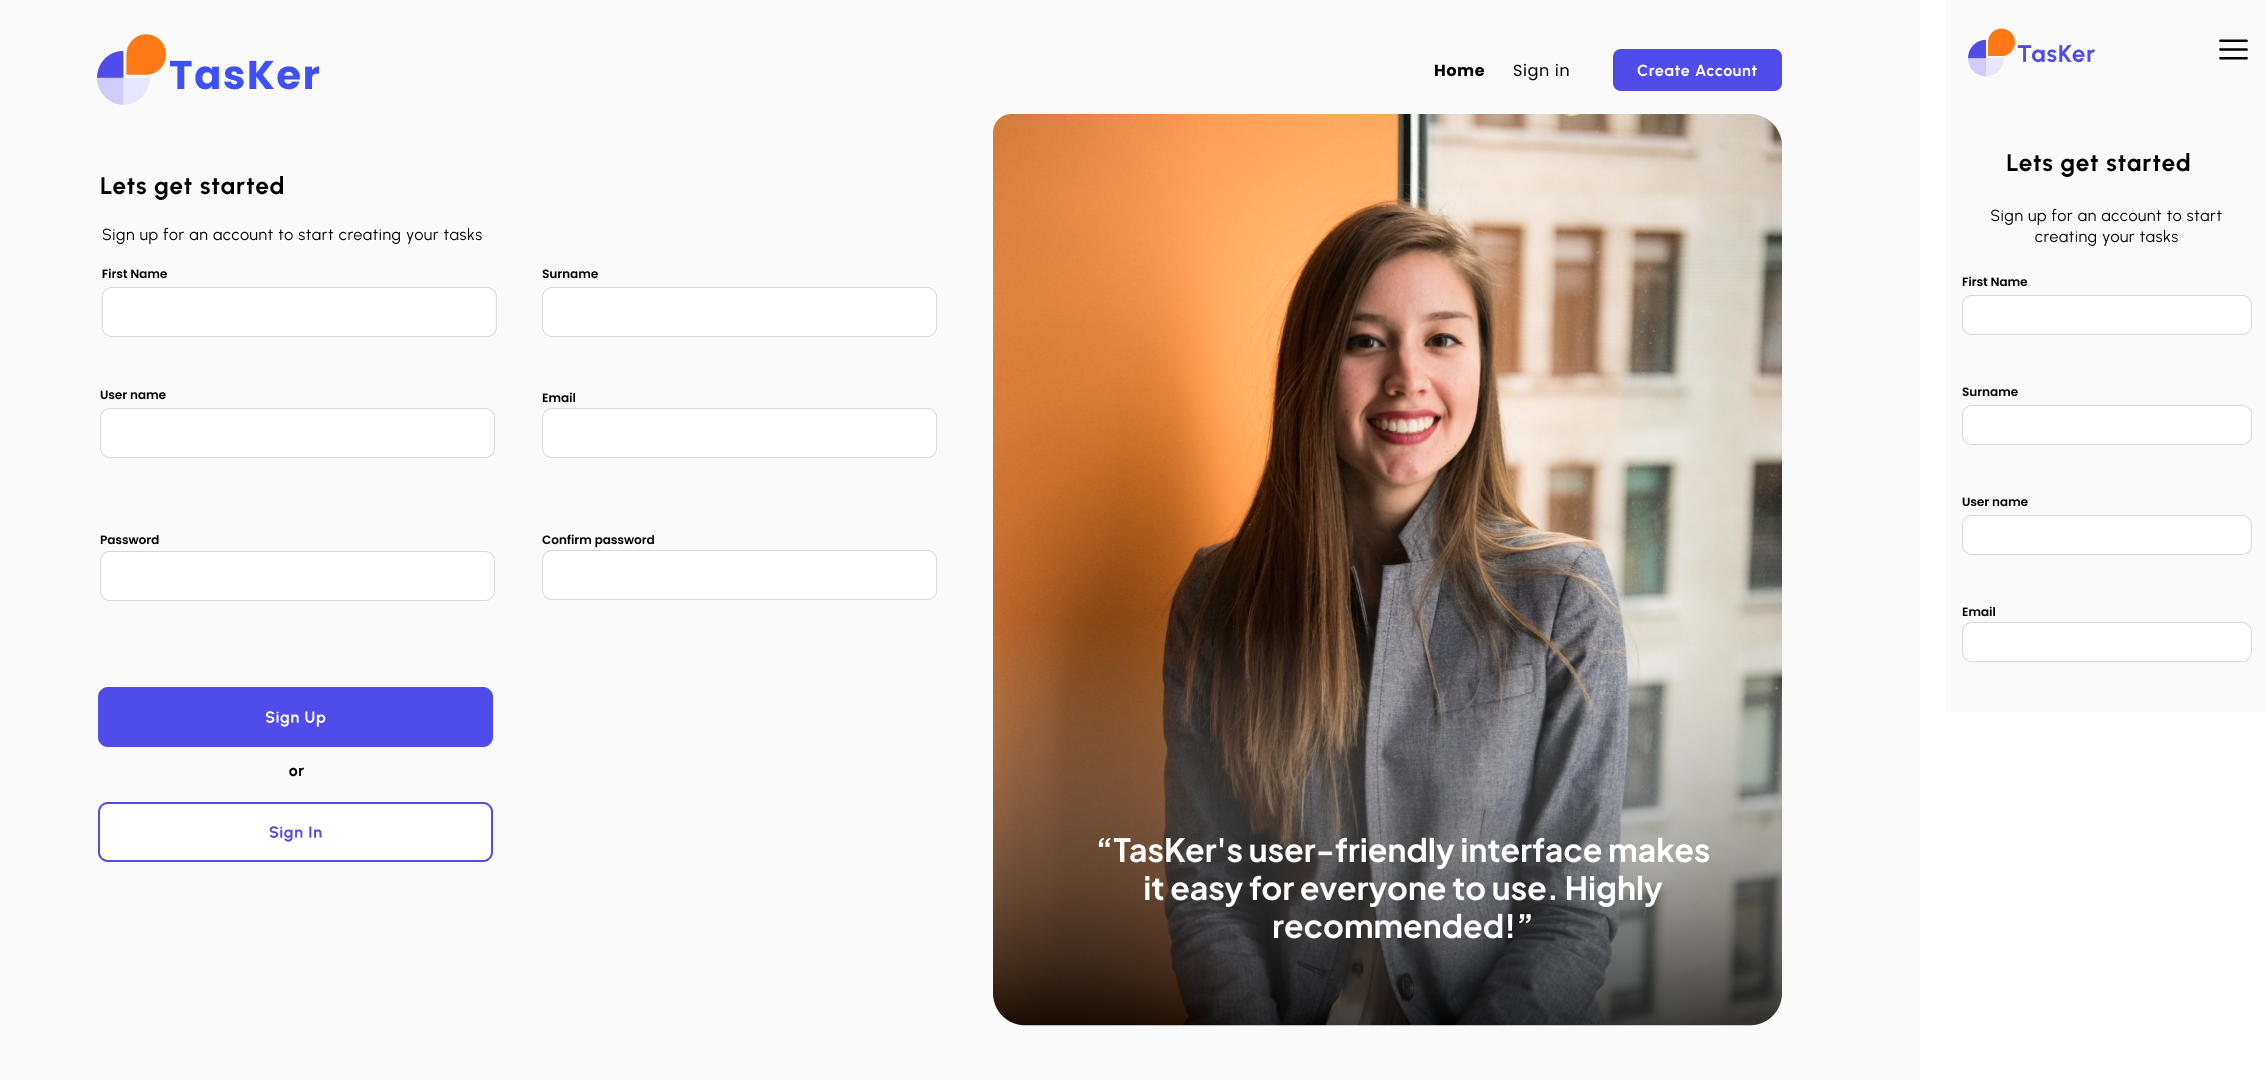 TasKer
Home
Sign in
Create Account
Lets get started
Sign up for an account to start creating your tasks
First Name
Surname
User name
Email
Password
Confirm password
Sign Up
or
Sign In
“TasKer's user-friendly interface makes
it easy for everyone to use. Highly
recommended!”
TasKer
Lets get started
Sign up for an account to start
creating your tasks
First Name
Surname
User name
Email